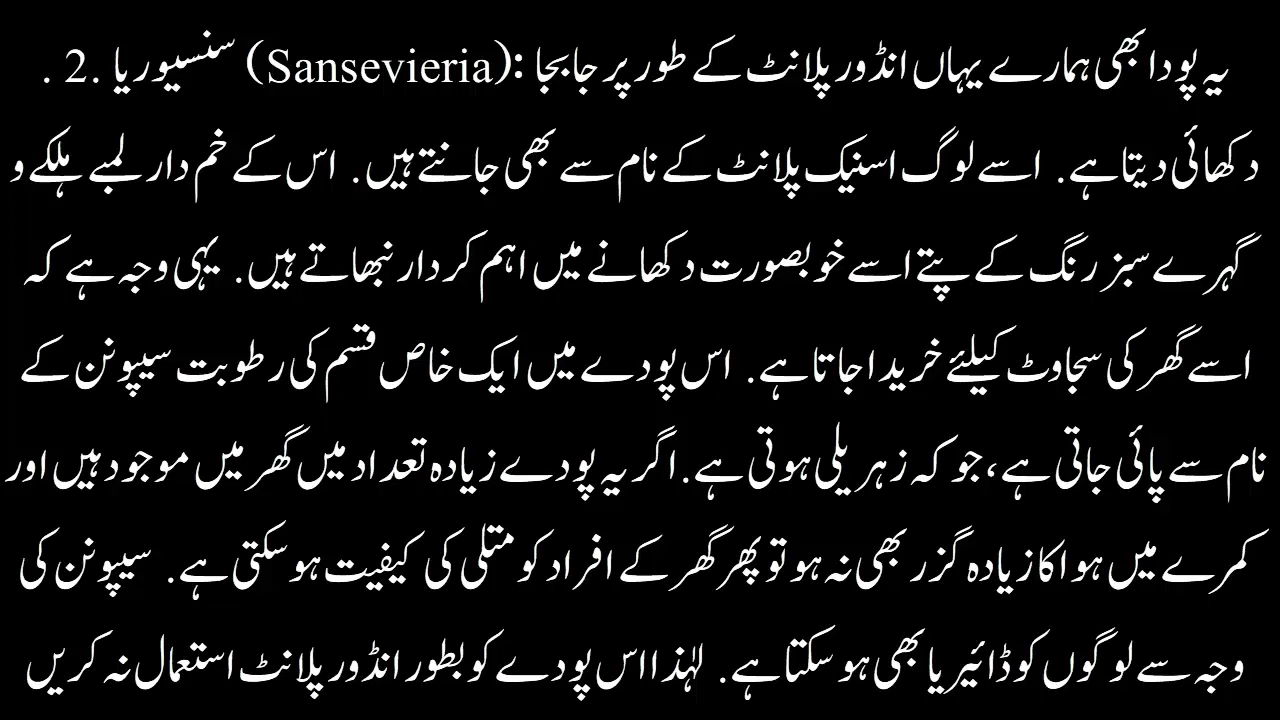 . 2. سنسیوریا (Sansevieria): یہ پودا بھی ہمارے یہاں انڈور پلانٹ کے طور پر جابجا
دکھائی دیتا ہے. اسے لوگ اسنیک پلانٹ کے نام سے بھی جانتے ہیں. اس کے خم دار لمبے ہلکے و
گہرے سبز رنگ کے پتے اسے خوبصورت دکھانے میں اہم کردار نبھاتے ہیں. یہی وجہ ہے کہ
اسے گھر کی سجاوٹ کیلئے خریدا جاتا ہے. اس پودے میں ایک خاص قسم کی رطوبت سیپونن کے
نام سے پائی جاتی ہے، جو کہ زہریلی ہوتی ہے.اگر یہ پودے زیادہ تعداد میں گھر میں موجود ہیں اور
کمرے میں ہوا کا زیادہ گزر بھی نہ ہو تو پھر گھر کے افراد کو متلی کی کیفیت ہو سکتی ہے. سیپونن کی
وجہ سے لوگوں کو ڈائیریا بھی ہو سکتا ہے. لہٰذا اس پودے کو بطور انڈور پلانٹ استعمال نہ کریں